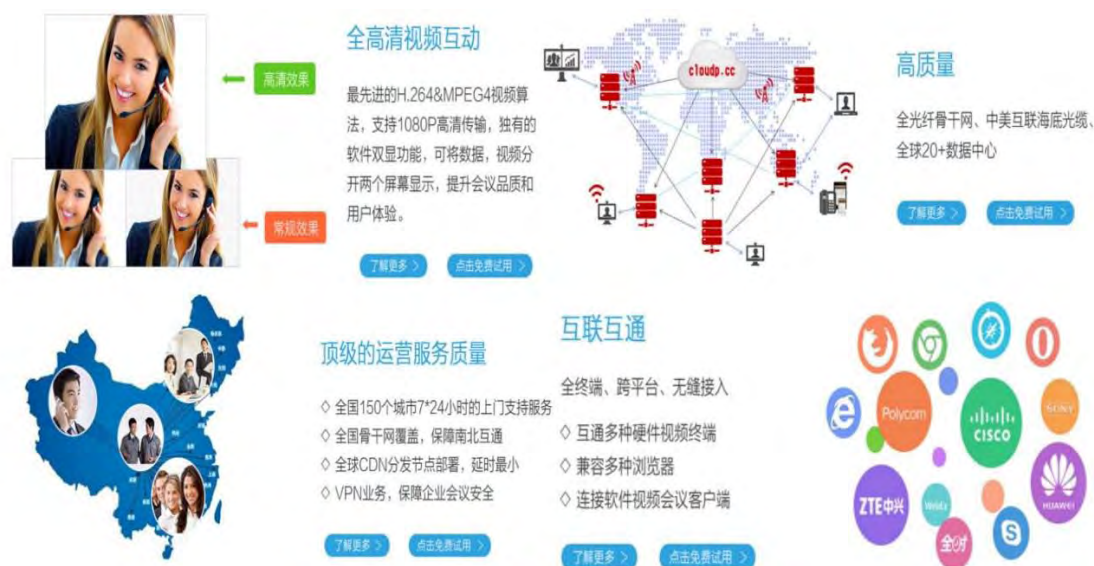 全高清视频互动
高清效果
最先进的H.264&MPEG4视频算
法，支持1080P高清传输，独有的
软件双显功能，可将数据，视频分
开两个屏幕显示，提升会议品质和
用户体验。
常规效果
了解更多 >
点击免费试用 >
cloudp.cc
高质量
全光纤骨干网、中美互联海底光缆、
全球20+数据中心
了解更多 >
点击免费试用 >
顶级的运营服务质量
◇ 全国150个城市7*24小时的上门支持服务
◇ 全国骨干网覆盖，保障南北互通
◇ 全球CDN分发节点部署，延时最小
◇ VPN业务，保障企业会议安全
了解更多 >
点击免费试用 >
互联互通
全终端、跨平台、无缝接入
◇ 互通多种硬件视频终端
◇ 兼容多种浏览器
◇ 连接软件视频会议客户端
了解更多 >
点击免费试用 >
Polycom
CISCO
SONY
ZTE中兴
HUAWEI
全时